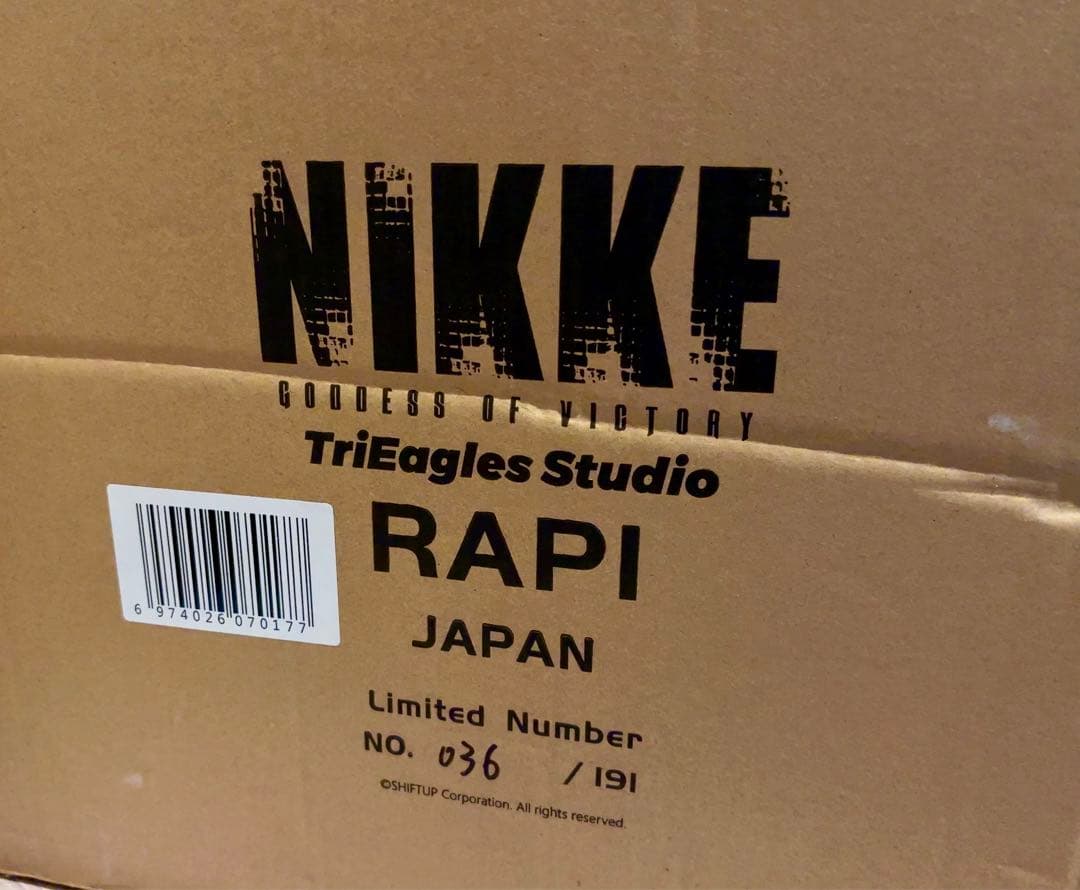 NIKKE
GODDESS OF VICTORY
TriEagles Studio
RAPI
JAPAN
Limited Number
NO. 036 / 191
©SHIFTUP Corporation. All rights reserved.
6 974026 070177